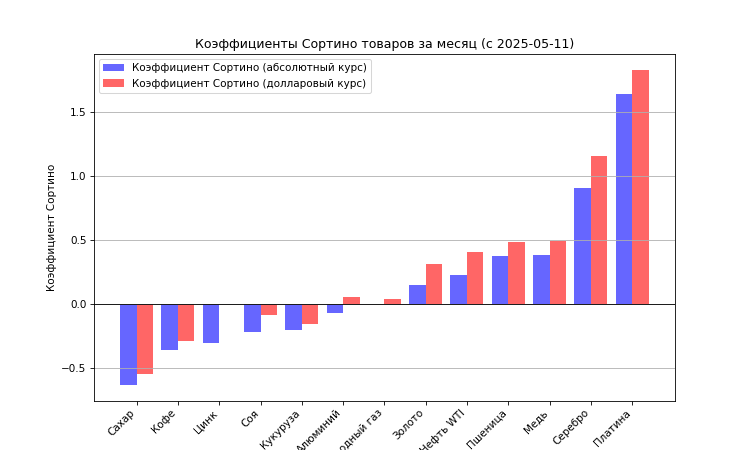 Коэффициенты Сортино товаров за месяц (с 2025-05-11)
Коэффициент Сортино (абсолютный курс)
Коэффициент Сортино (долларовый курс)
Коэффициент Сортино
1.5
1.0
0.5
0.0
−0.5
Сахар
Кофе
Цинк
Соя
Кукуруза
Алюминий
газ
Золото
Нефть WTI
Пшеница
Медь
Серебро
Платина